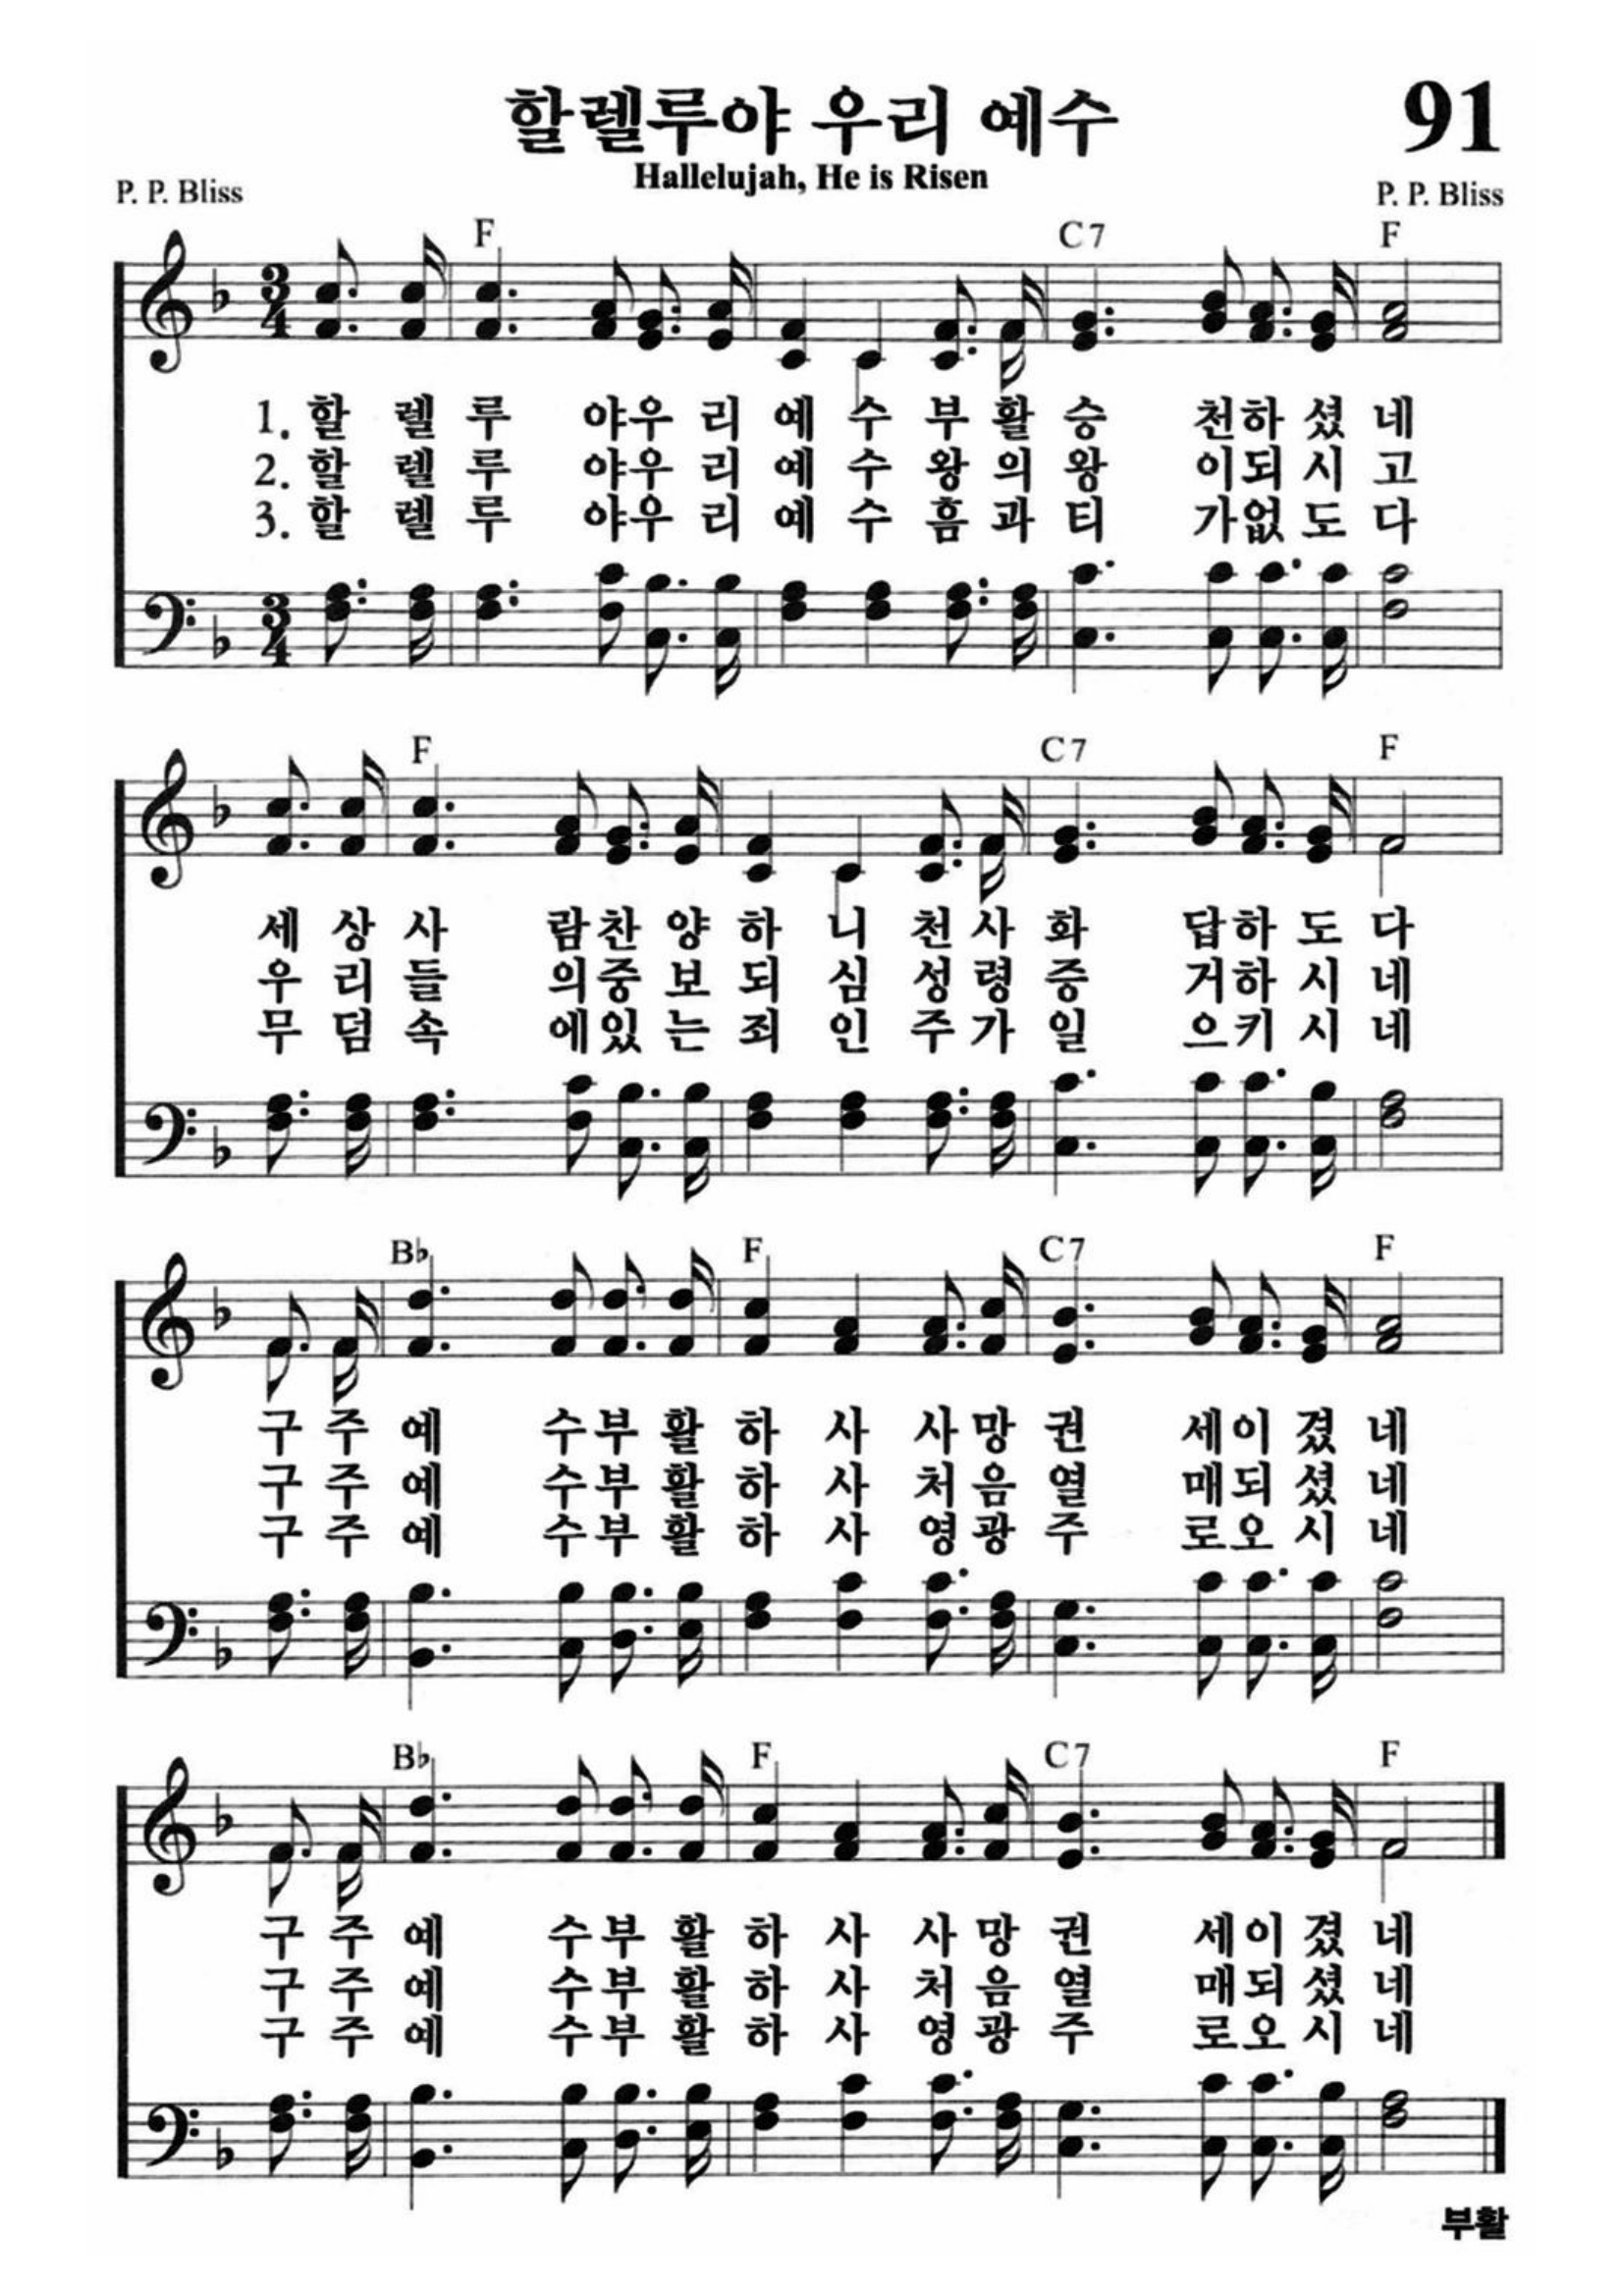 할렐루야 우리 예수
91
Hallelujah, He is Risen
P. P. Bliss
P. P. Bliss
F C7 F
1. 할 렐 루 야우 리 예 수 부 활 승 천하 셨 네
2. 할 렐 루 야우 리 예 수 왕 의 왕 이되 시 고
3. 할 렐 루 야우 리 예 수 흠 과 티 가없 도 다
F C7 F
세 상 사 람찬 양 하 니 천 사 화 답하 도 다
우 리 들 의중 보 되 심 성 령 증 거하 시 네
무 덤 속 에있 는 죄 인 주 가 일 으키 시 네
B♭ F C7 F
구 주 예 수부 활 하 사 사 망 권 세이 겼 네
구 주 예 수부 활 하 사 처 음 열 매되 셨 네
구 주 예 수부 활 하 사 영 광 주 로오 시 네
B♭ F C7 F
구 주 예 수부 활 하 사 사 망 권 세이 겼 네
구 주 예 수부 활 하 사 처 음 열 매되 셨 네
구 주 예 수부 활 하 사 영 광 주 로오 시 네
부활